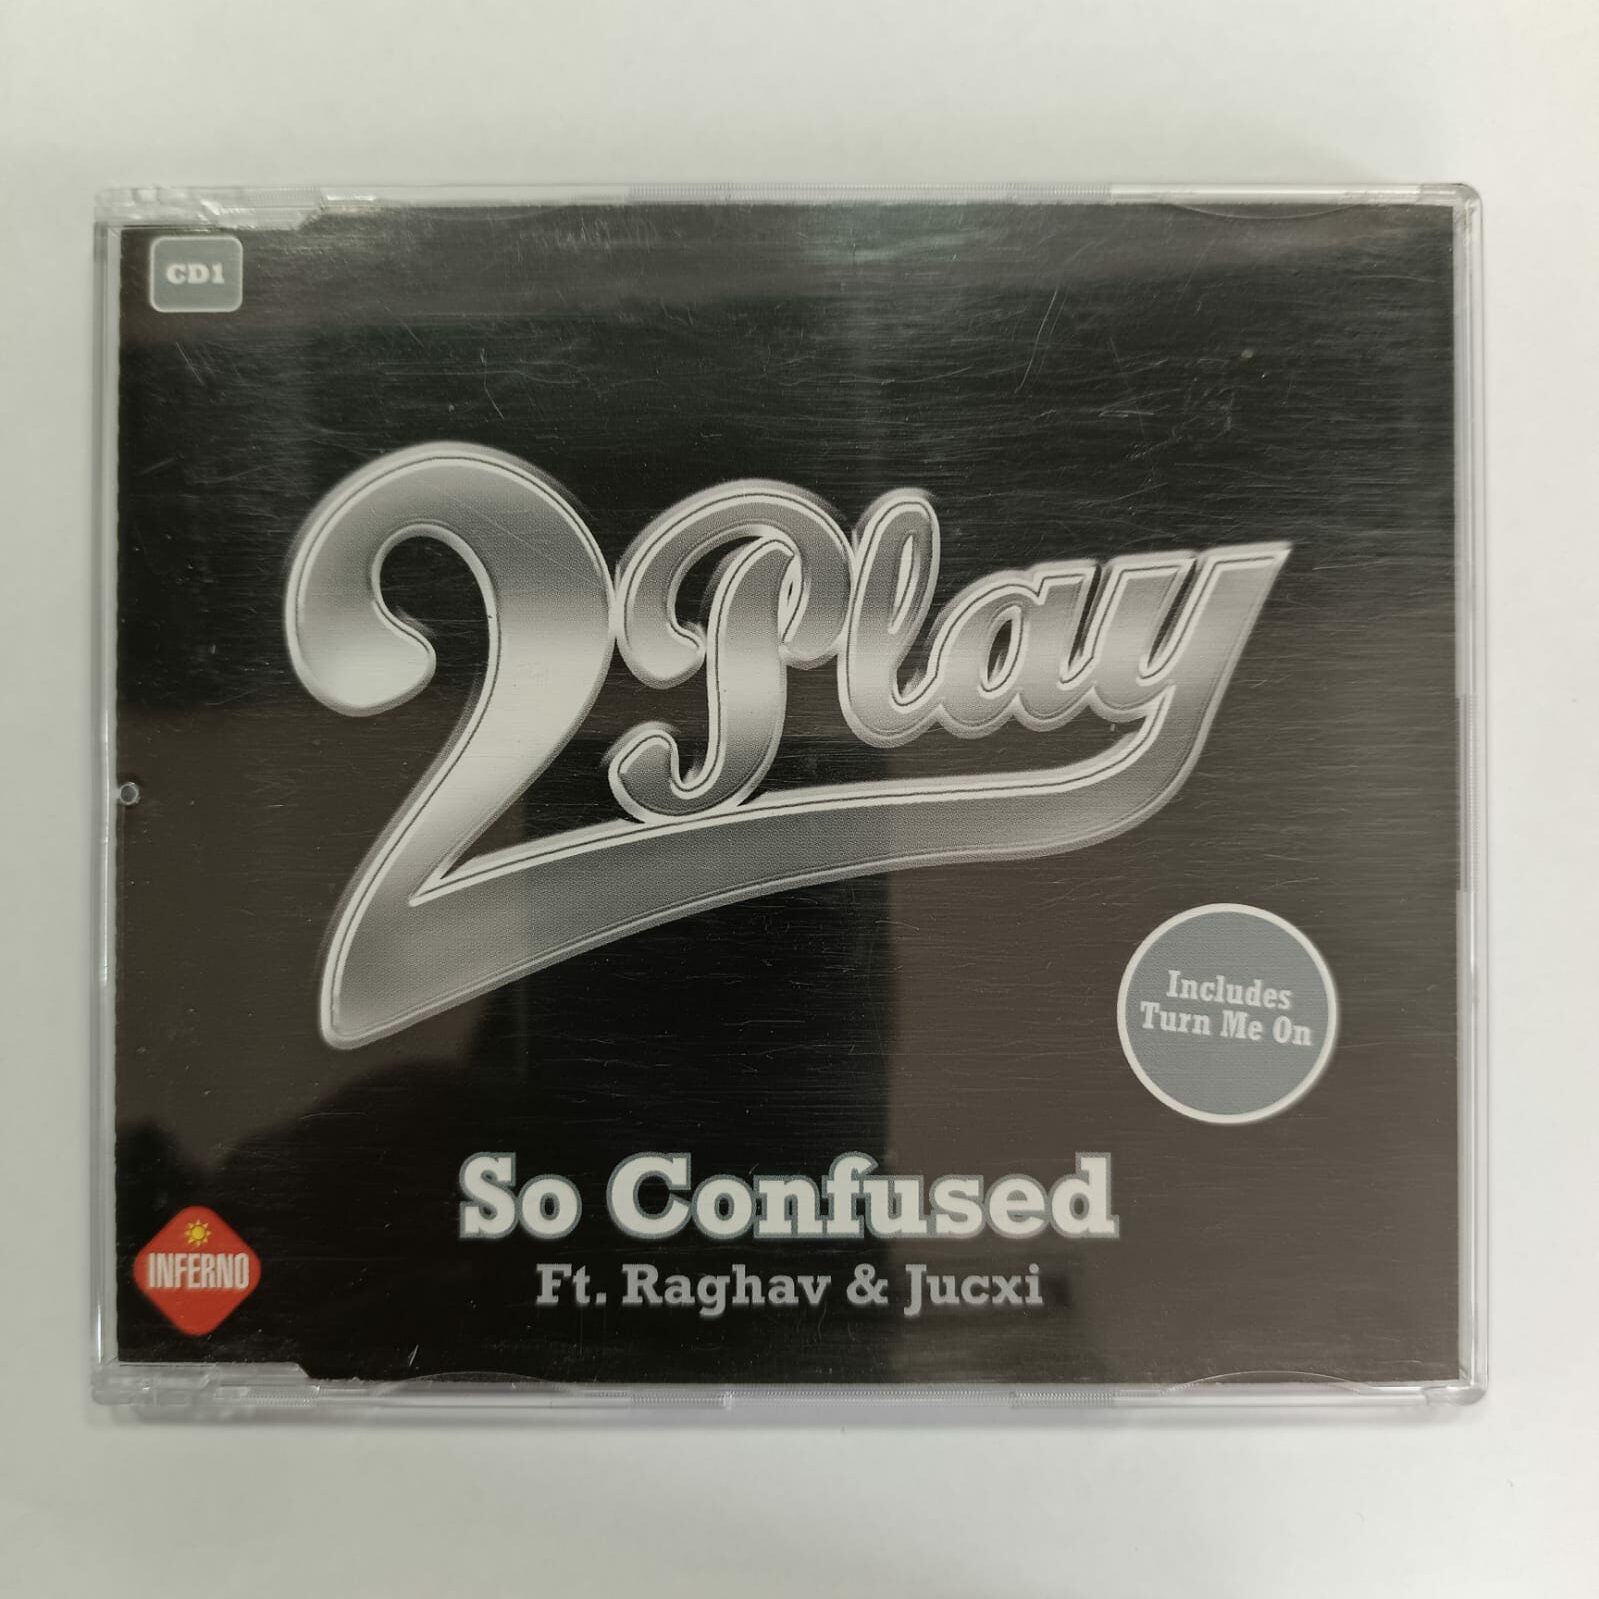 CD1
2Play
Includes
Turn Me On
So Confused
Ft. Raghav & Jucxi
INFERNO